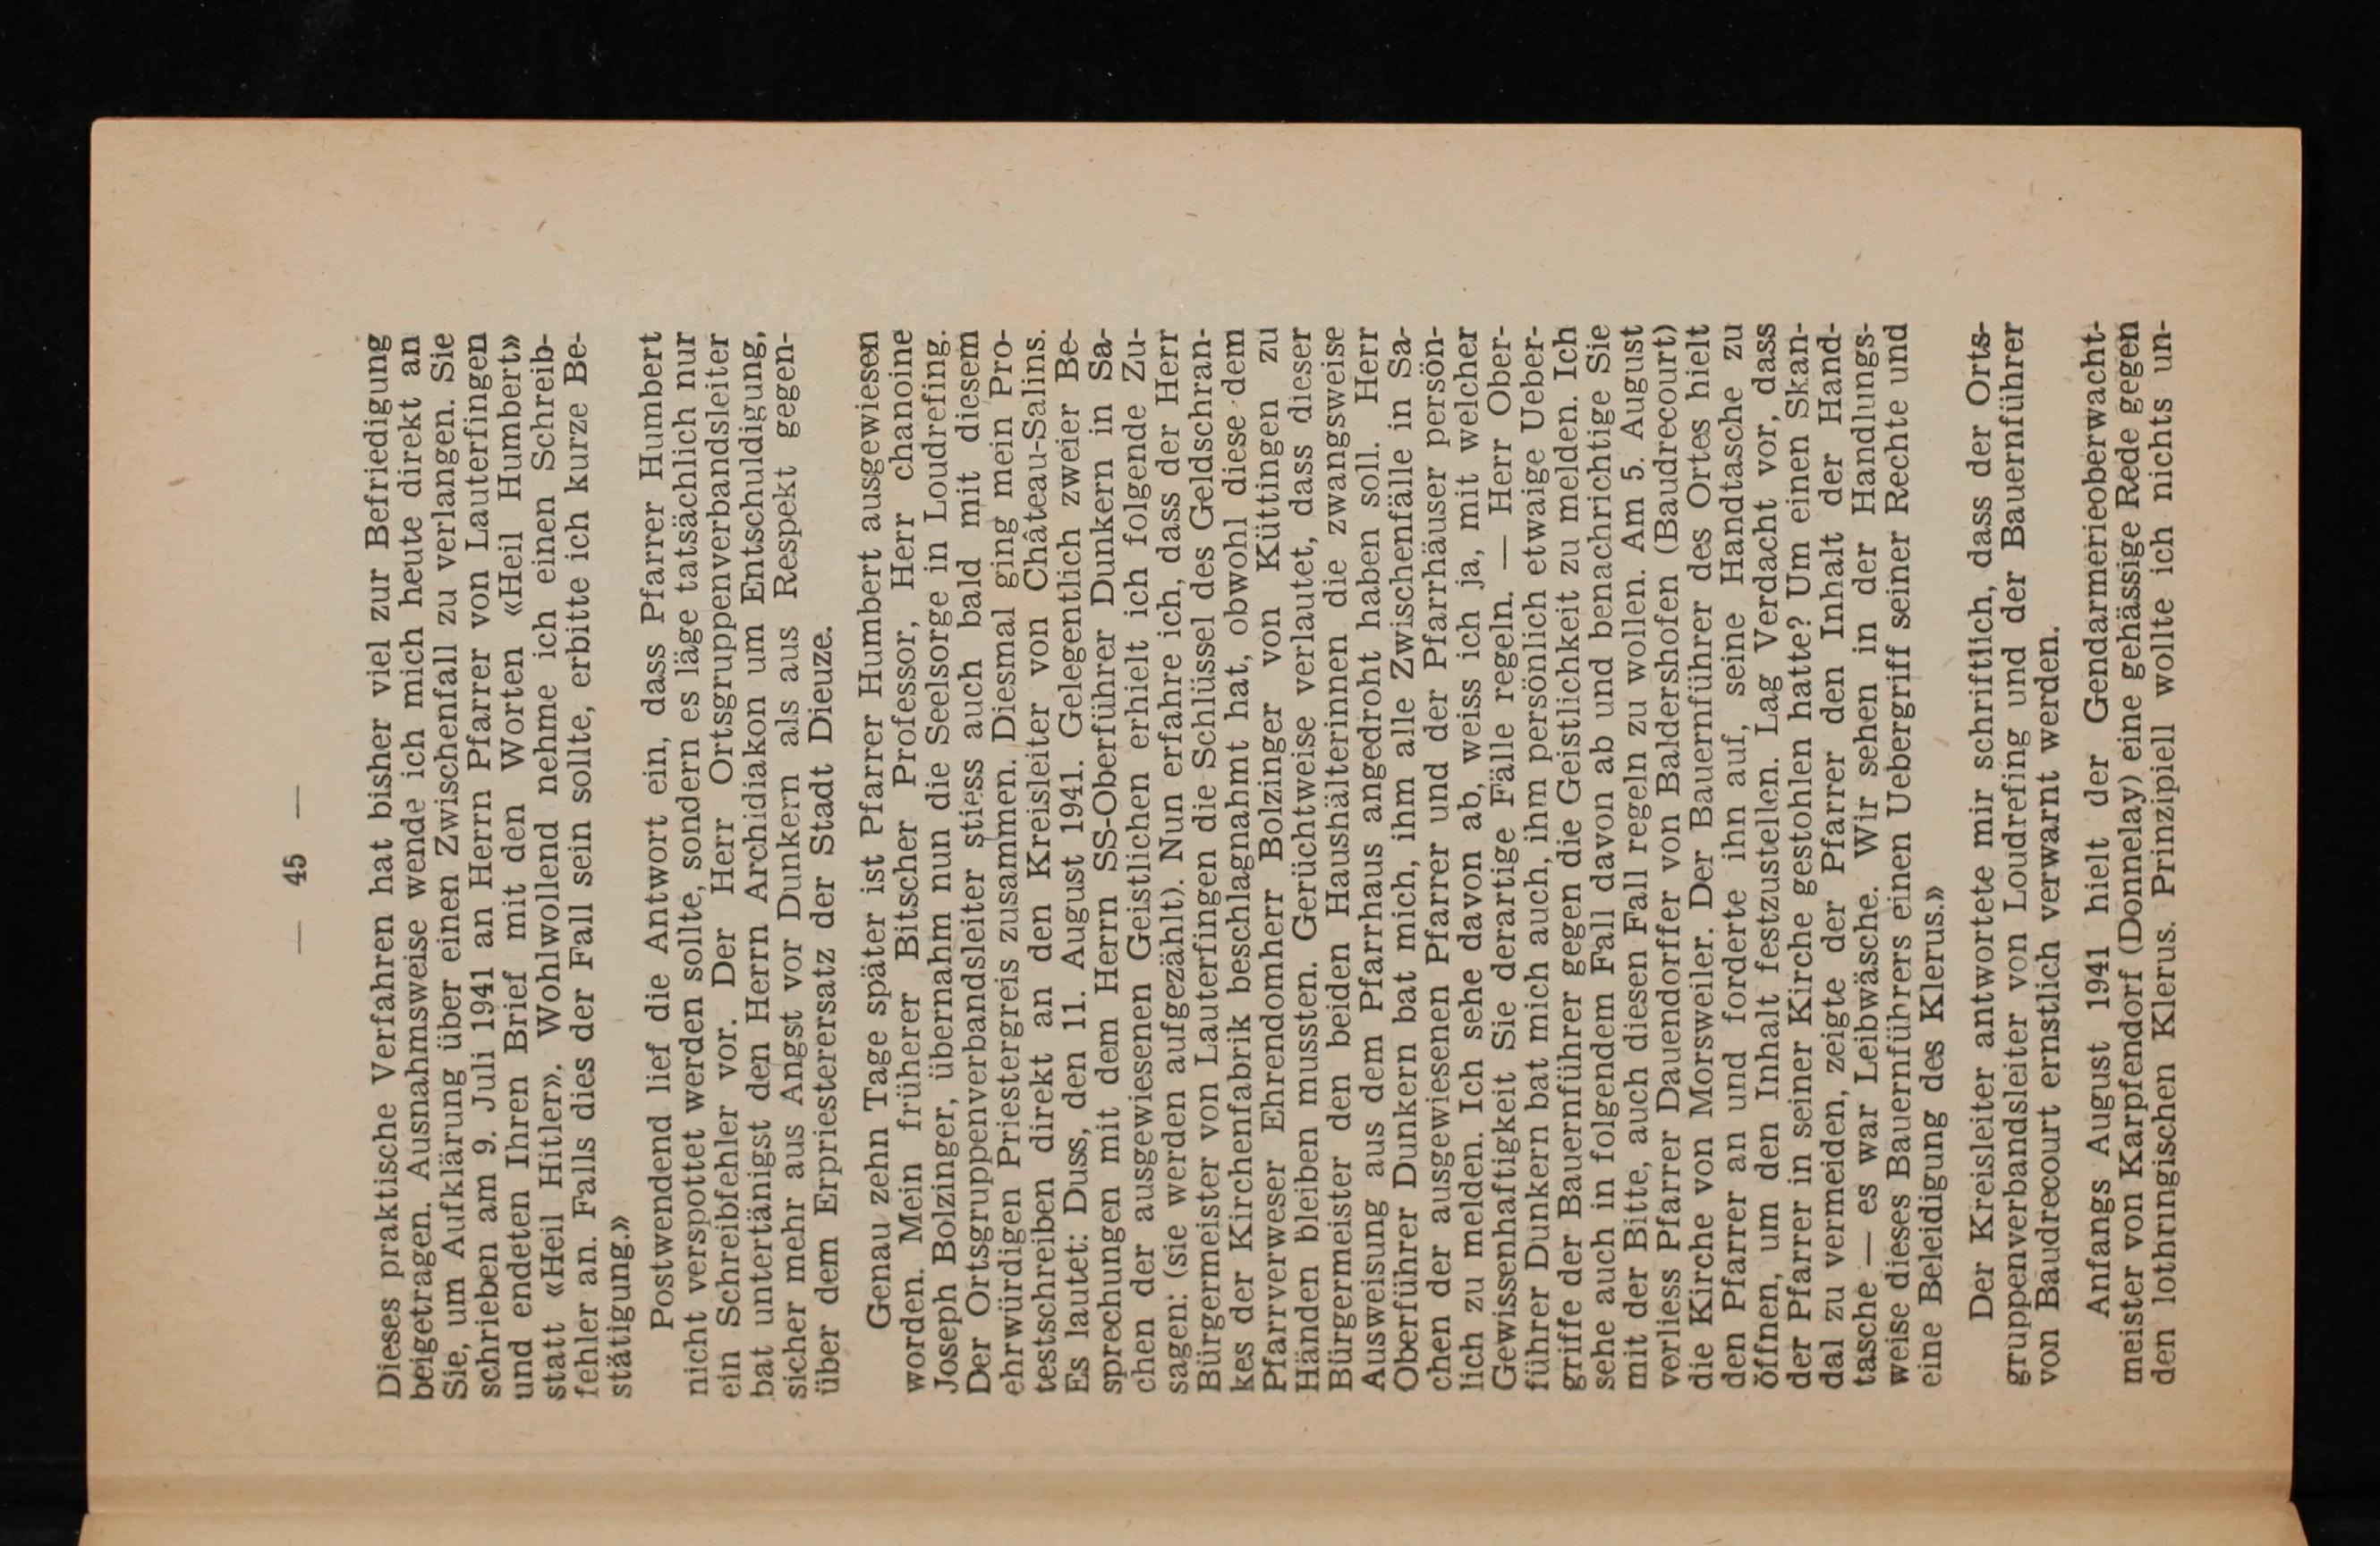 — 45 —
Dieses praktische Verfahren hat bisher viel zur Befriedigung
beigetragen. Ausnahmsweise wende ich mich heute direkt an
Sie, um Aufklärung über einen Zwischenfall zu verlangen. Sie
schrieben am 9. Juli 1941 an Herrn Pfarrer von Lauterfingen
und endeten Ihren Brief mit den Worten «Heil Humbert»
statt «Heil Hitler». Wohlwollend nehme ich einen Schreib-
fehler an. Falls dies der Fall sein sollte, erbitte ich kurze Be-
stätigung.»
Postwendend lief die Antwort ein, dass Pfarrer Humbert
nicht verspottet werden sollte, sondern es läge tatsächlich nur
ein Schreibfehler vor. Der Herr Ortsgruppenverbandsleiter
bat untertänigst den Herrn Archidiakon um Entschuldigung,
sicher mehr aus Angst vor Dunkern als aus Respekt gegen-
über dem Erpriesterersatz der Stadt Dieuze.
Genau zehn Tage später ist Pfarrer Humbert ausgewiesen
worden. Mein früherer Bitscher Professor, Herr chanoine
Joseph Bolzinger, übernahm nun die Seelsorge in Loudrefing.
Der Ortsgruppenverbandsleiter stiess auch bald mit diesem
ehrwürdigen Priestergreis zusammen. Diesmal ging mein Pro-
testschreiben direkt an den Kreisleiter von Château-Salins.
Es lautet: Duss, den 11. August 1941. Gelegentlich zweier Be-
sprechungen mit dem Herrn SS-Oberführer Dunkern in Sa-
chen der ausgewiesenen Geistlichen erhielt ich folgende Zu-
sagen: (sie werden aufgezählt). Nun erfahre ich, dass der Herr
Bürgermeister von Lauterfingen die Schlüssel des Geldschran-
kes der Kirchenfabrik beschlagnahmt hat, obwohl diese dem
Pfarrverweser Ehrendomherr Bolzinger von Küttingen zu
Händen bleiben mussten. Gerüchtweise verlautet, dass dieser
Bürgermeister den beiden Haushälterinnen die zwangsweise
Ausweisung aus dem Pfarrhaus angedroht haben soll. Herr
Oberführer Dunkern bat mich, ihm alle Zwischenfälle in Sa-
chen der ausgewiesenen Pfarrer und der Pfarrhäuser persön-
lich zu melden. Ich sehe davon ab, weiss ich ja, mit welcher
Gewissenhaftigkeit Sie derartige Fälle regeln. — Herr Ober-
führer Dunkern bat mich auch, ihm persönlich etwaige Ueber-
griffe der Bauernführer gegen die Geistlichkeit zu melden. Ich
sehe auch in folgendem Fall davon ab und benachrichtige Sie
mit der Bitte, auch diesen Fall regeln zu wollen. Am 5. August
verliess Pfarrer Dauendorffer von Baldershofen (Baudrecourt)
die Kirche von Morsweiler. Der Bauernführer des Ortes hielt
den Pfarrer an und forderte ihn auf, seine Handtasche zu
öffnen, um den Inhalt festzustellen. Lag Verdacht vor, dass
der Pfarrer in seiner Kirche gestohlen hatte? Um einen Skan-
dal zu vermeiden, zeigte der Pfarrer den Inhalt der Hand-
tasche — es war Leibwäsche. Wir sehen in der Handlungs-
weise dieses Bauernführers einen Uebergriff seiner Rechte und
eine Beleidigung des Klerus.»
Der Kreisleiter antwortete mir schriftlich, dass der Orts-
gruppenverbandsleiter von Loudrefing und der Bauernführer
von Baudrecourt ernstlich verwarnt werden.
Anfangs August 1941 hielt der Gendarmerieoberwacht-
meister von Karpfendorf (Donnelay) eine gehässige Rede gegen
den lothringischen Klerus. Prinzipiell wollte ich nichts un-